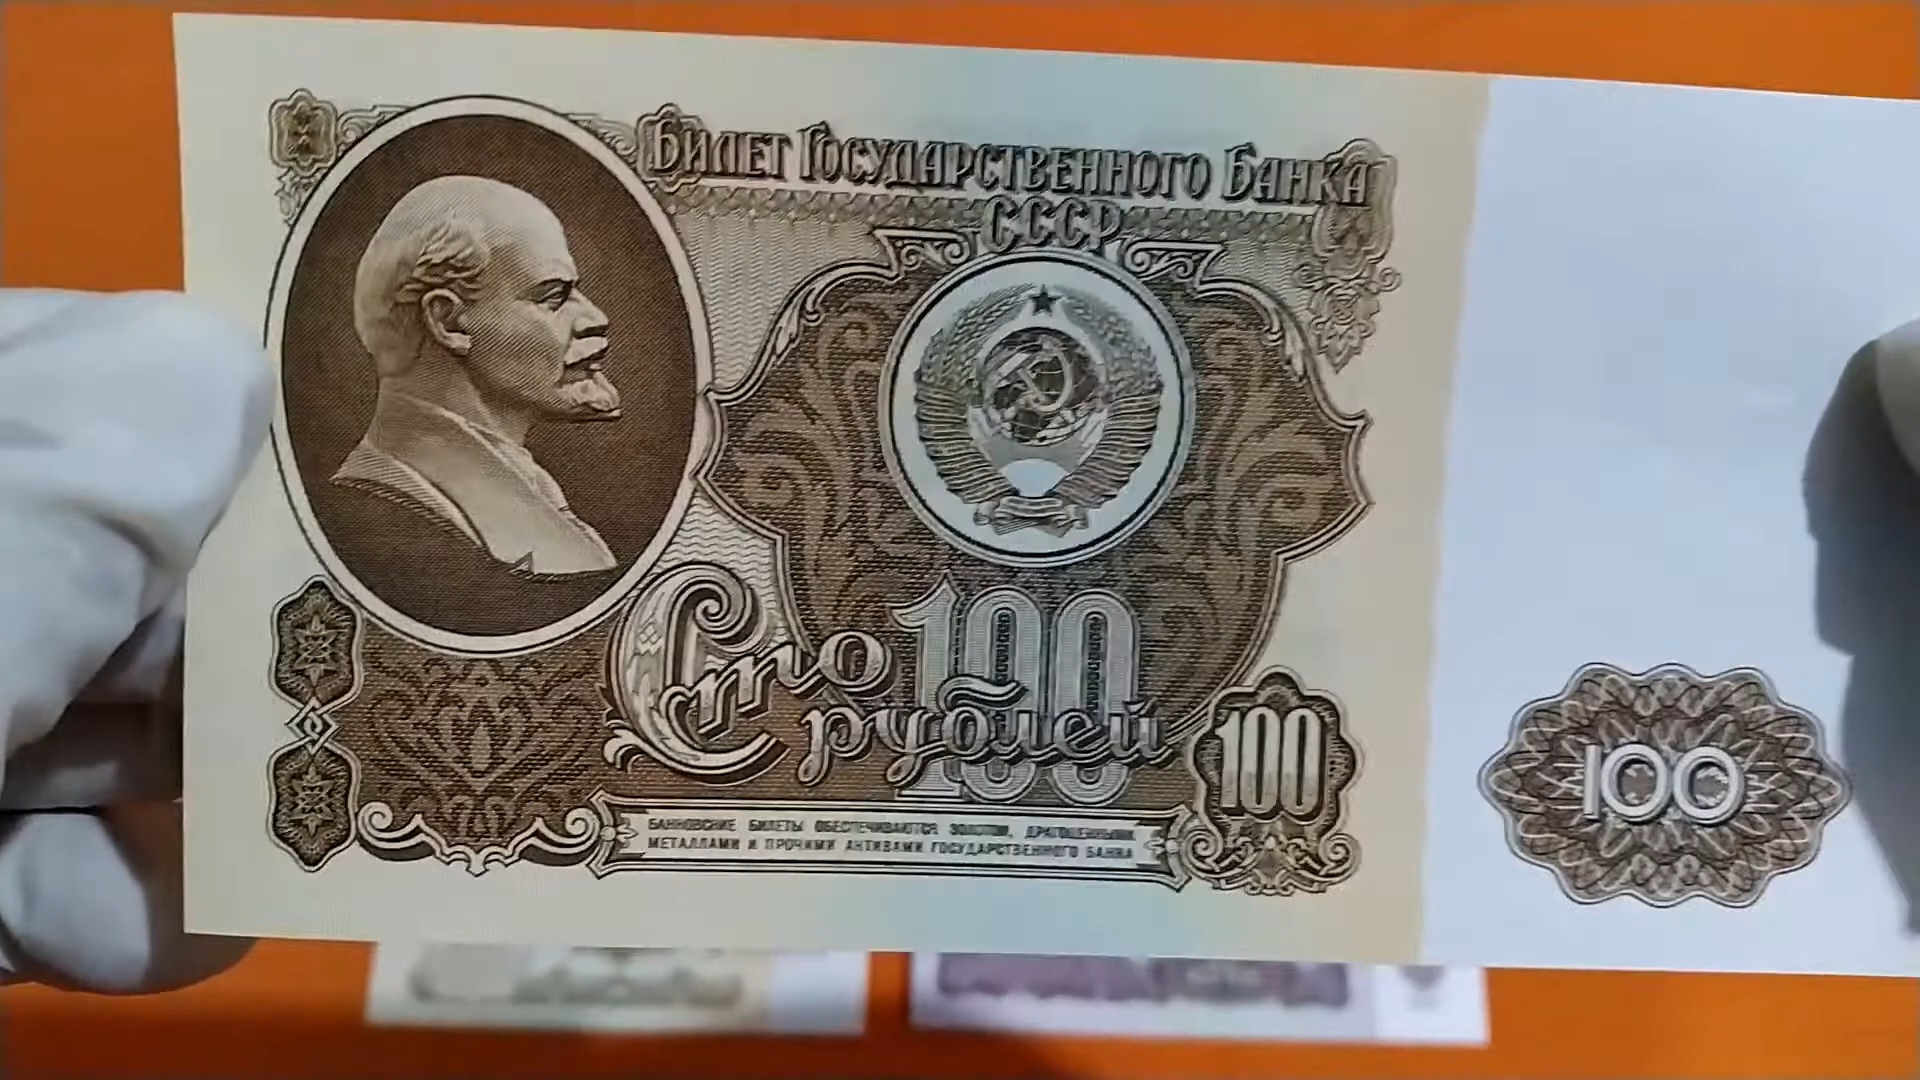 Билет Государственного Банка
СССР
100
Сто
рублей
100
100
БАНКОВСКИЕ БИЛЕТЫ ОБЕСПЕЧИВАЮТСЯ ЗОЛОТОМ, ДРАГОЦЕННЫМИ
МЕТАЛЛАМИ И ПРОЧИМИ АКТИВАМИ ГОСУДАРСТВЕННОГО БАНКА